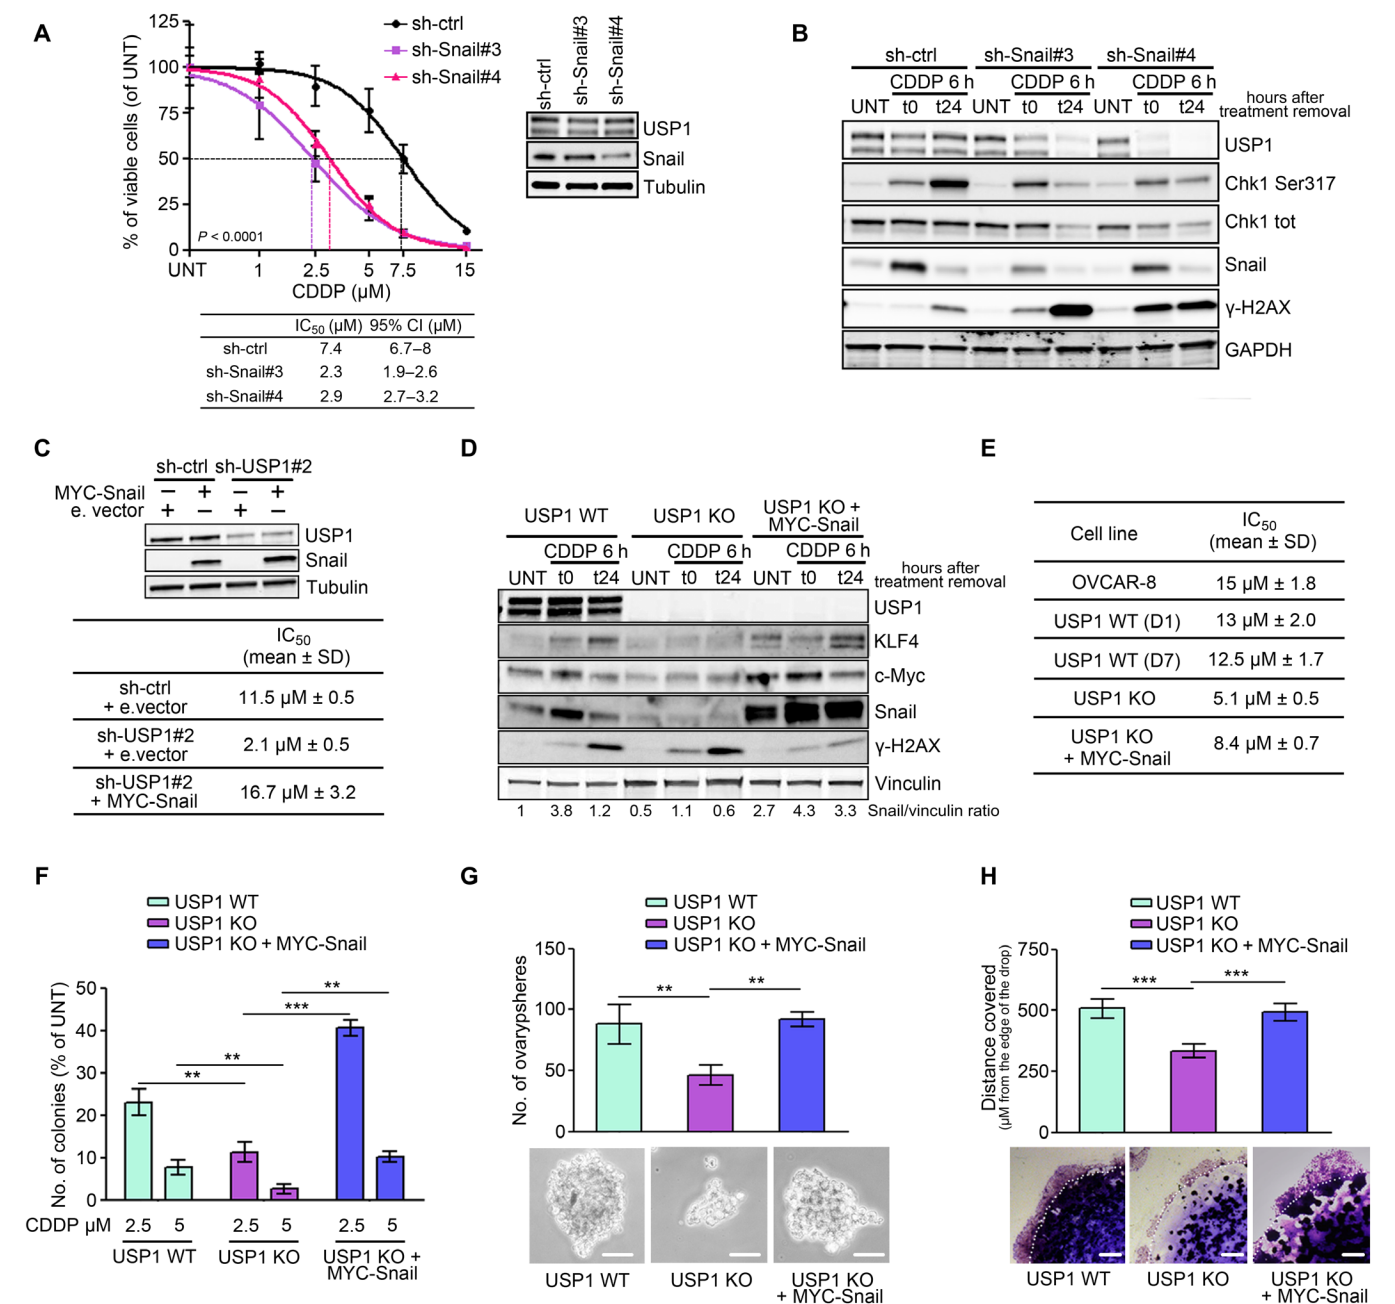 A
125
100
75
50
25
0
% of viable cells (of UNT)
sh-ctrl
sh-Snail#3
sh-Snail#4
P < 0.0001
UNT 1 2.5 5 7.5 15
CDDP (µM)
IC50 (µM) 95% CI (µM)
sh-ctrl 7.4 6.7–8
sh-Snail#3 2.3 1.9–2.6
sh-Snail#4 2.9 2.7–3.2
sh-ctrl
sh-Snail#3
sh-Snail#4
USP1
Snail
Tubulin
B
sh-ctrl sh-Snail#3 sh-Snail#4
CDDP 6 h CDDP 6 h CDDP 6 h
UNT t0 t24 UNT t0 t24 UNT t0 t24
hours after
treatment removal
USP1
Chk1 Ser317
Chk1 tot
Snail
γ-H2AX
GAPDH
C
sh-ctrl sh-USP1#2
MYC-Snail – + – +
e. vector + – + –
USP1
Snail
Tubulin
IC50
(mean ± SD)
sh-ctrl
+ e.vector
11.5 µM ± 0.5
sh-USP1#2
+ e.vector
2.1 µM ± 0.5
sh-USP1#2
+ MYC-Snail
16.7 µM ± 3.2
D
USP1 WT USP1 KO USP1 KO +
MYC-Snail
CDDP 6 h CDDP 6 h CDDP 6 h
UNT t0 t24 UNT t0 t24 UNT t0 t24
hours after
treatment removal
USP1
KLF4
c-Myc
Snail
γ-H2AX
Vinculin
1 3.8 1.2 0.5 1.1 0.6 2.7 4.3 3.3 Snail/vinculin ratio
E
Cell line
IC50
(mean ± SD)
OVCAR-8 15 µM ± 1.8
USP1 WT (D1) 13 µM ± 2.0
USP1 WT (D7) 12.5 µM ± 1.7
USP1 KO 5.1 µM ± 0.5
USP1 KO
+ MYC-Snail
8.4 µM ± 0.7
F
USP1 WT
USP1 KO
USP1 KO + MYC-Snail
No. of colonies (% of UNT)
50
40
30
20
10
0
**
***
**
**
CDDP µM 2.5 5 2.5 5 2.5 5
USP1 WT USP1 KO USP1 KO +
MYC-Snail
G
USP1 WT
USP1 KO
USP1 KO + MYC-Snail
No. of ovaryspheres
150
100
50
0
** **
USP1 WT USP1 KO USP1 KO
+ MYC-Snail
H
USP1 WT
USP1 KO
USP1 KO + MYC-Snail
Distance covered
(µM from the edge of the drop)
750
500
250
0
*** ***
USP1 WT USP1 KO USP1 KO
+ MYC-Snail